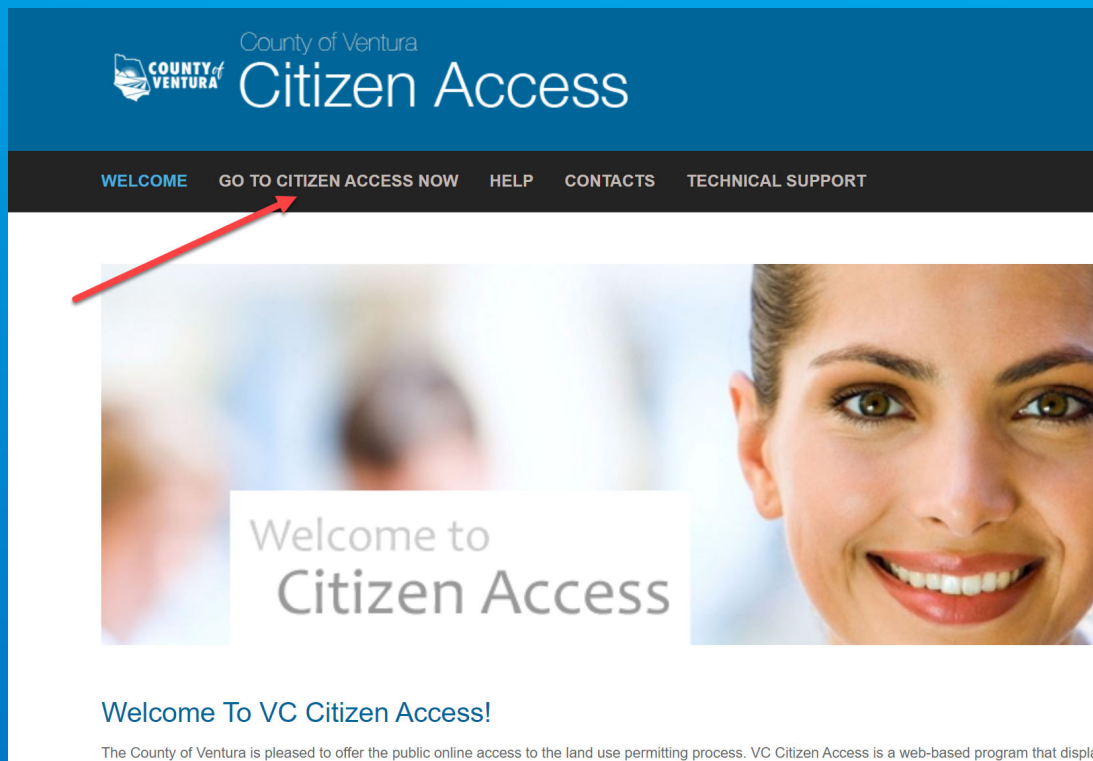 County of Ventura
COUNTY of
VENTURA
Citizen Access
WELCOME GO TO CITIZEN ACCESS NOW HELP CONTACTS TECHNICAL SUPPORT
Welcome to
Citizen Access
Welcome To VC Citizen Access!
The County of Ventura is pleased to offer the public online access to the land use permitting process. VC Citizen Access is a web-based program that